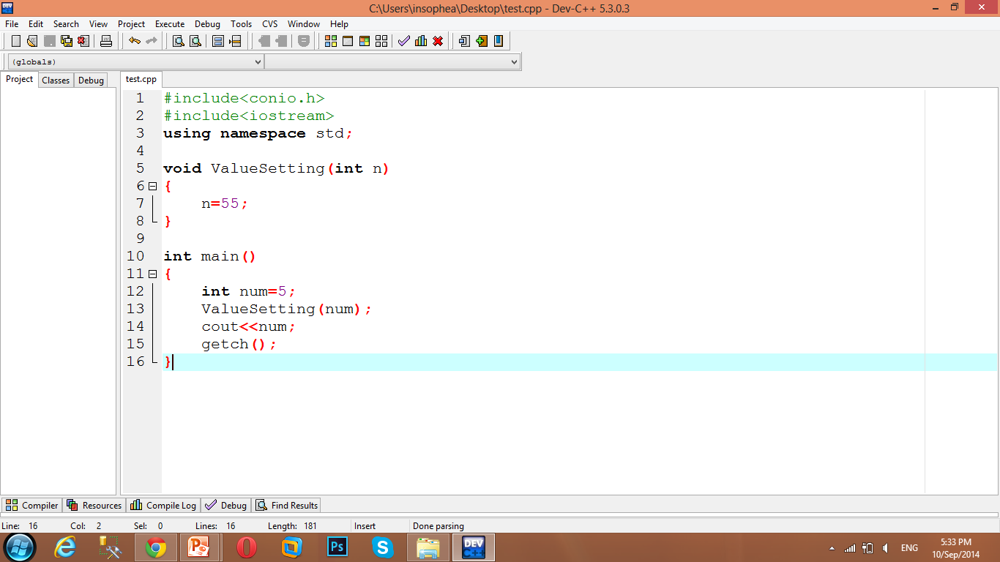 C:\Users\insophea\Desktop\test.cpp - Dev-C++ 5.3.0.3
File Edit Search View Project Execute Debug Tools CVS Window Help
(globals)
Project Classes Debug test.cpp
1 #include<conio.h>
2 #include<iostream>
3 using namespace std;
4
5 void ValueSetting(int n)
6 {
7 n=55;
8 }
9
10 int main()
11 {
12 int num=5;
13 ValueSetting(num);
14 cout<<num;
15 getch();
16 }
Compiler Resources Compile Log Debug Find Results
Line: 16 Col: 2 Sel: 0 Lines: 16 Length: 181 Insert Done parsing
Ps DEV C++ ENG 5:33 PM
10/Sep/2014